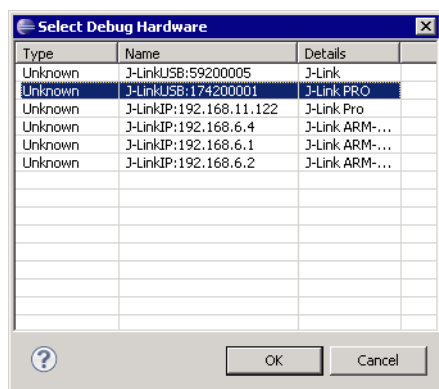 Select Debug Hardware
Type Name Details
Unknown J-LinkUSB:59200005 J-Link
Unknown J-LinkUSB:174200001 J-Link PRO
Unknown J-LinkIP:192.168.11.122 J-Link Pro
Unknown J-LinkIP:192.168.6.4 J-Link ARM-...
Unknown J-LinkIP:192.168.6.1 J-Link ARM-...
Unknown J-LinkIP:192.168.6.2 J-Link ARM-...
? OK Cancel